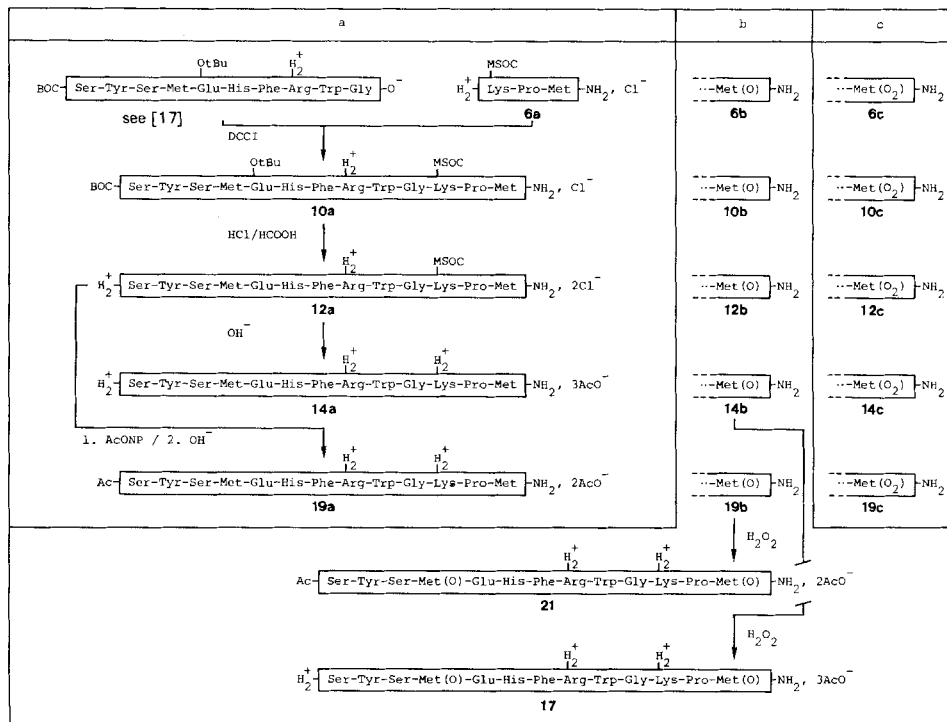 a b c
OtBu H₂⁺ MSOC
BOC- Ser-Tyr-Ser-Met-Glu-His-Phe-Arg-Trp-Gly -O⁻ H₂⁺ Lys-Pro-Met -NH₂, Cl⁻ ···-Met(O) -NH₂ ···-Met(O₂) -NH₂
see [17] 6a 6b 6c
DCCI
OtBu H₂⁺ MSOC
BOC- Ser-Tyr-Ser-Met-Glu-His-Phe-Arg-Trp-Gly-Lys-Pro-Met -NH₂, Cl⁻ ···-Met(O) -NH₂ ···-Met(O₂) -NH₂
10a 10b 10c
HCl/HCOOH
H₂⁺ MSOC
H₂⁺ Ser-Tyr-Ser-Met-Glu-His-Phe-Arg-Trp-Gly-Lys-Pro-Met -NH₂, 2Cl⁻ ···-Met(O) -NH₂ ···-Met(O₂) -NH₂
12a 12b 12c
OH⁻
H₂⁺ H₂⁺
H₂⁺ Ser-Tyr-Ser-Met-Glu-His-Phe-Arg-Trp-Gly-Lys-Pro-Met -NH₂, 3AcO⁻ ···-Met(O) -NH₂ ···-Met(O₂) -NH₂
14a 14b 14c
1. AcONP / 2. OH⁻
H₂⁺ H₂⁺
Ac- Ser-Tyr-Ser-Met-Glu-His-Phe-Arg-Trp-Gly-Lys-Pro-Met -NH₂, 2AcO⁻ ···-Met(O) -NH₂ ···-Met(O₂) -NH₂
19a 19b 19c
H₂O₂
H₂⁺ H₂⁺
Ac- Ser-Tyr-Ser-Met(O)-Glu-His-Phe-Arg-Trp-Gly-Lys-Pro-Met(O) -NH₂, 2AcO⁻
21
H₂O₂
H₂⁺ H₂⁺
H₂⁺ Ser-Tyr-Ser-Met(O)-Glu-His-Phe-Arg-Trp-Gly-Lys-Pro-Met(O) -NH₂, 3AcO⁻
17